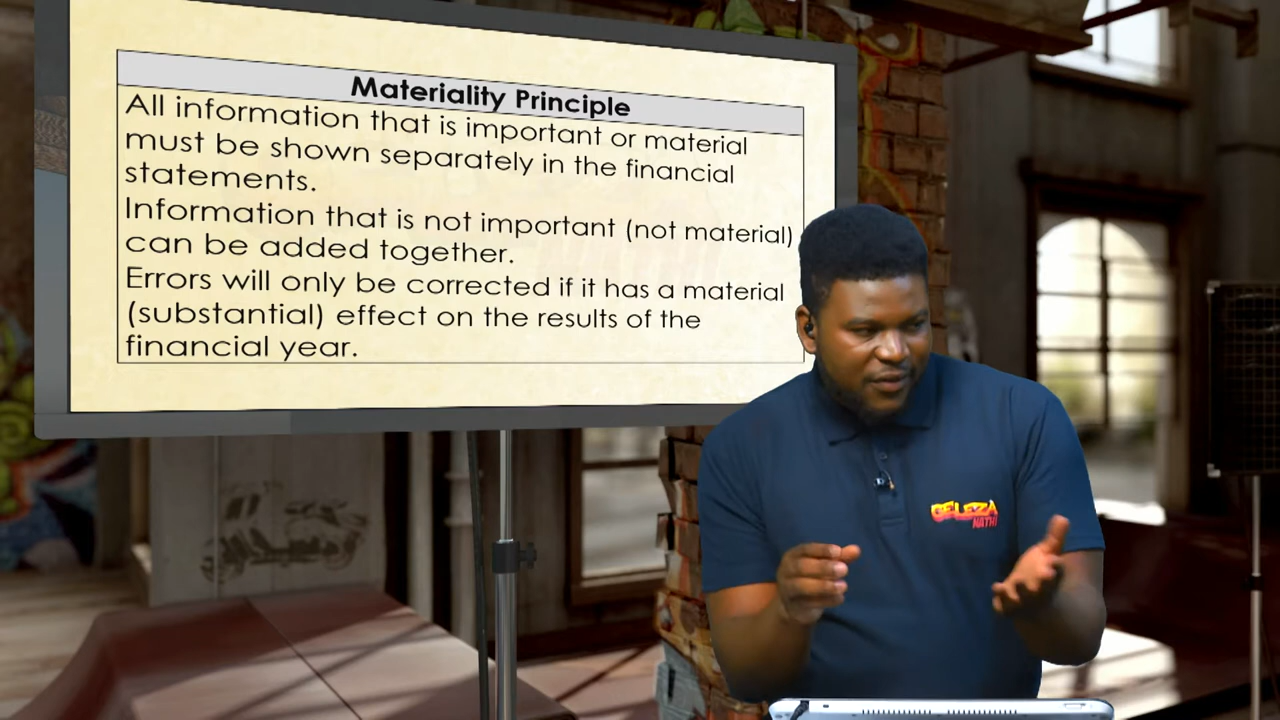 Materiality Principle
All information that is important or material
must be shown separately in the financial
statements.
Information that is not important (not material)
can be added together.
Errors will only be corrected if it has a material
(substantial) effect on the results of the
financial year.
GELEZA
NATHI